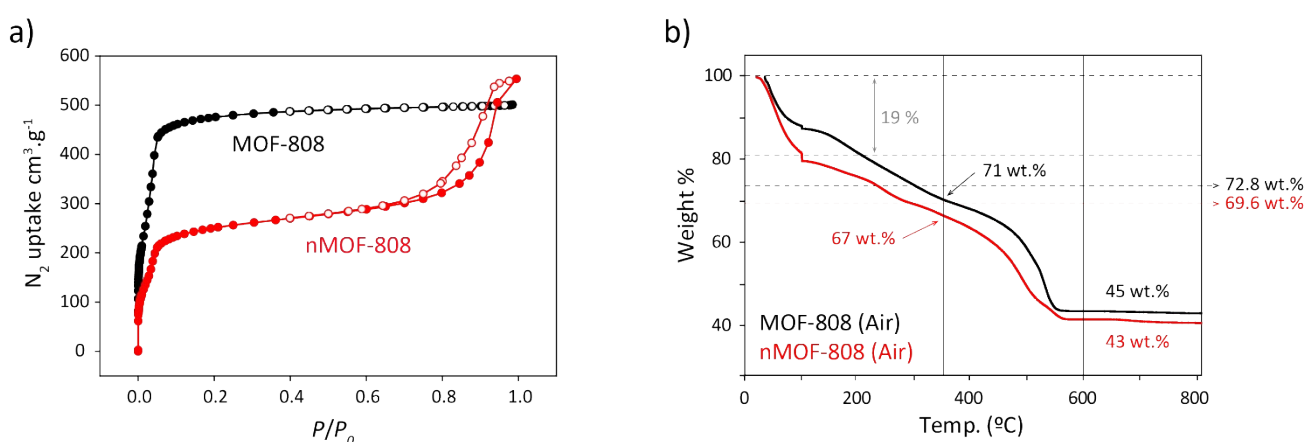 a)
600
500
400
300
200
100
0
N₂ uptake cm³.g⁻¹
MOF-808
nMOF-808
0.0 0.2 0.4 0.6 0.8 1.0
P/Pₒ
b)
100
80
60
40
Weight %
19 %
71 wt.%
67 wt.%
> 72.8 wt.%
> 69.6 wt.%
45 wt.%
43 wt.%
MOF-808 (Air)
nMOF-808 (Air)
0 200 400 600 800
Temp. (ºC)